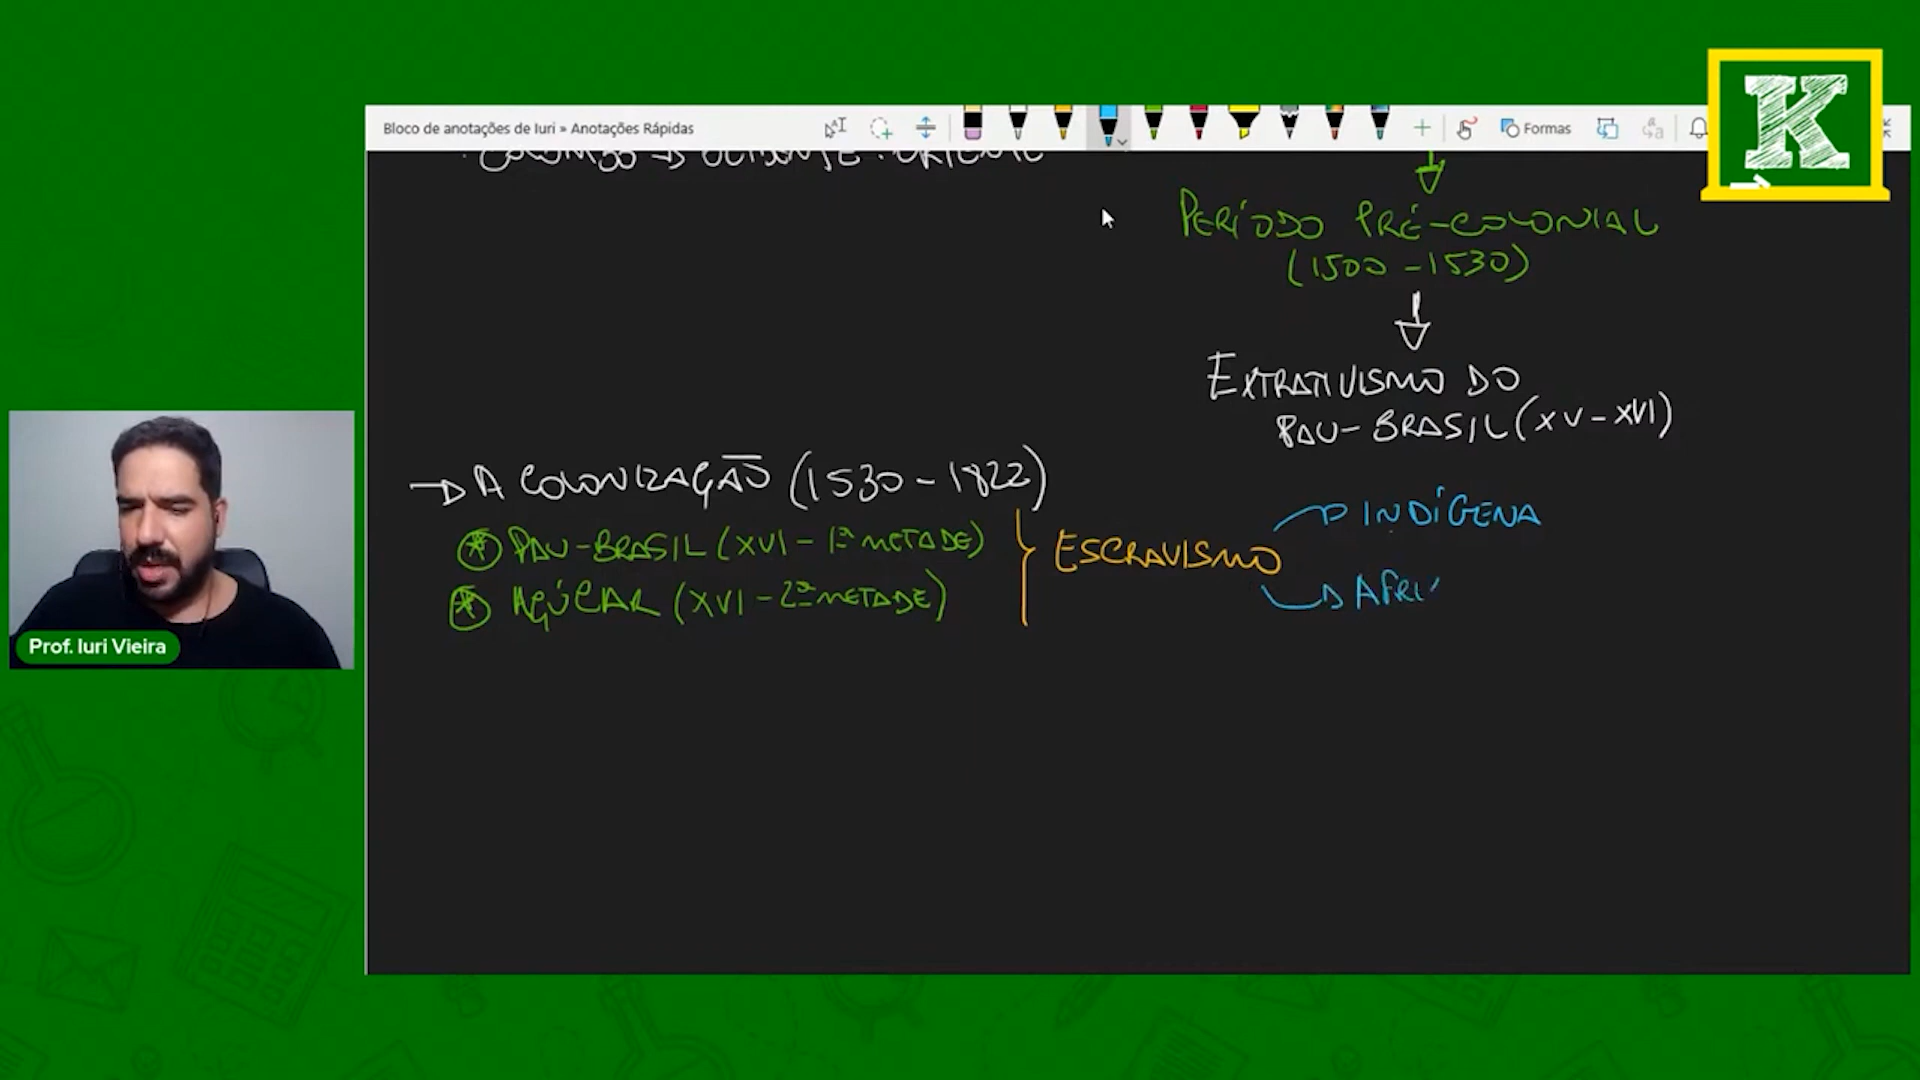 K
Bloco de anotações de Iuri » Anotações Rápidas
Formas
PERÍODO PRÉ-COLONIAL
(1500 - 1530)
EXTRATIVISMO DO
PAU-BRASIL (XV - XVI)
→ A COLONIZAÇÃO (1530 - 1822)
* PAU-BRASIL (XVI - 1ª METADE)
* AÇÚCAR (XVI - 2ª METADE)
ESCRAVISMO
→ INDÍGENA
→ AFRI
Prof. Iuri Vieira